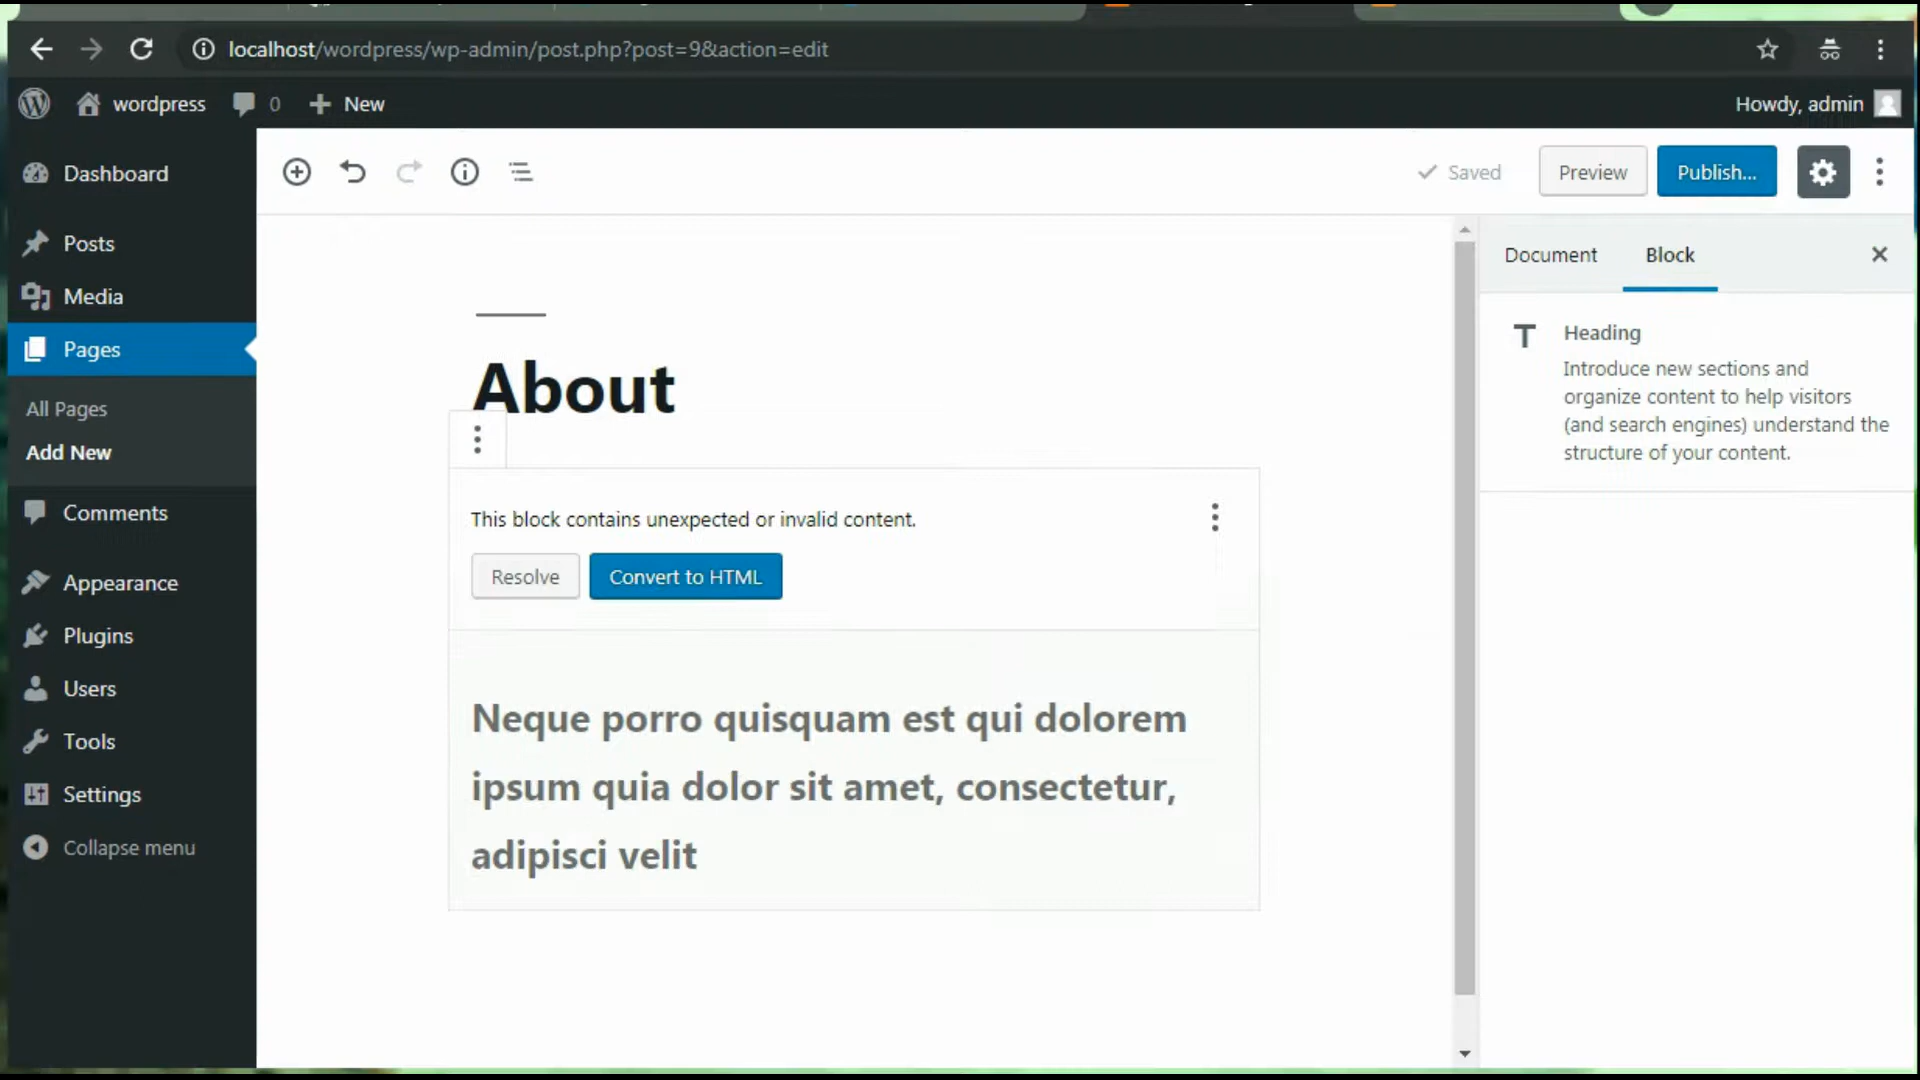 localhost/wordpress/wp-admin/post.php?post=9&action=edit
wordpress 0 New
Howdy, admin
Dashboard
Posts
Media
Pages
All Pages
Add New
Comments
Appearance
Plugins
Users
Tools
Settings
Collapse menu
Saved
Preview
Publish...
About
This block contains unexpected or invalid content.
Resolve
Convert to HTML
Neque porro quisquam est qui dolorem
ipsum quia dolor sit amet, consectetur,
adipisci velit
Document
Block
Heading
Introduce new sections and
organize content to help visitors
(and search engines) understand the
structure of your content.